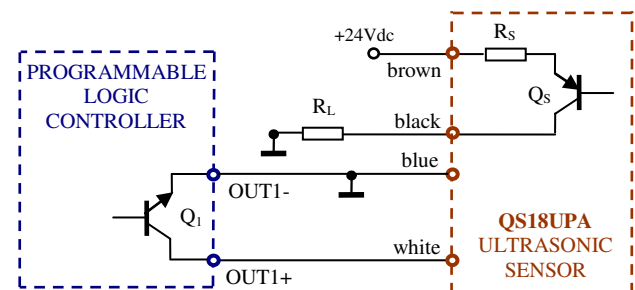 PROGRAMMABLE
LOGIC
CONTROLLER
Q1
OUT1-
OUT1+
+24Vdc
brown
RL
black
blue
white
RS
QS
QS18UPA
ULTRASONIC
SENSOR